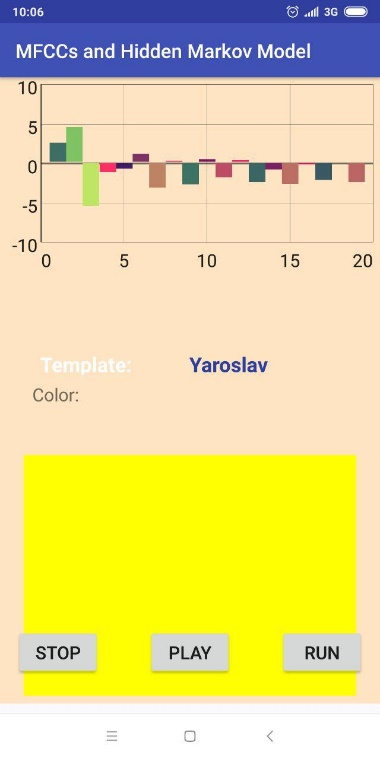 10:06 3G
MFCCs and Hidden Markov Model
10
5
0
-5
-10
0 5 10 15 20
Template: Yaroslav
Color:
STOP PLAY RUN